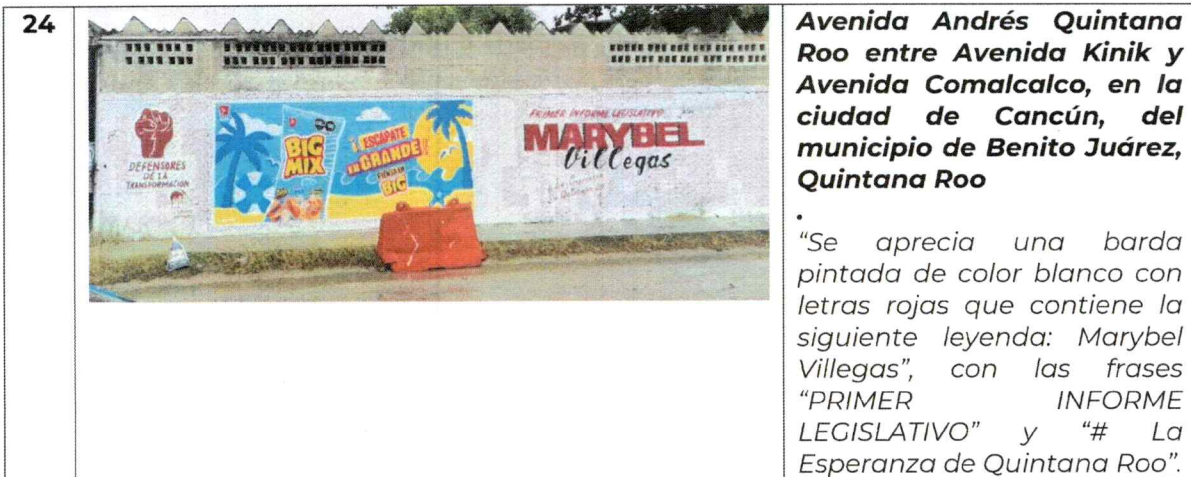 24
DEFENSORES
DE LA
TRANSFORMACIÓN
BIG
MIX
¡ESCÁPATE
EN GRANDE!
BIG
PRIMER INFORME LEGISLATIVO
MARYBEL
Villegas
Avenida Andrés Quintana
Roo entre Avenida Kinik y
Avenida Comalcalco, en la
ciudad de Cancún, del
municipio de Benito Juárez,
Quintana Roo
.
“Se aprecia una barda
pintada de color blanco con
letras rojas que contiene la
siguiente leyenda: Marybel
Villegas”, con las frases
“PRIMER INFORME
LEGISLATIVO” y “# La
Esperanza de Quintana Roo”.